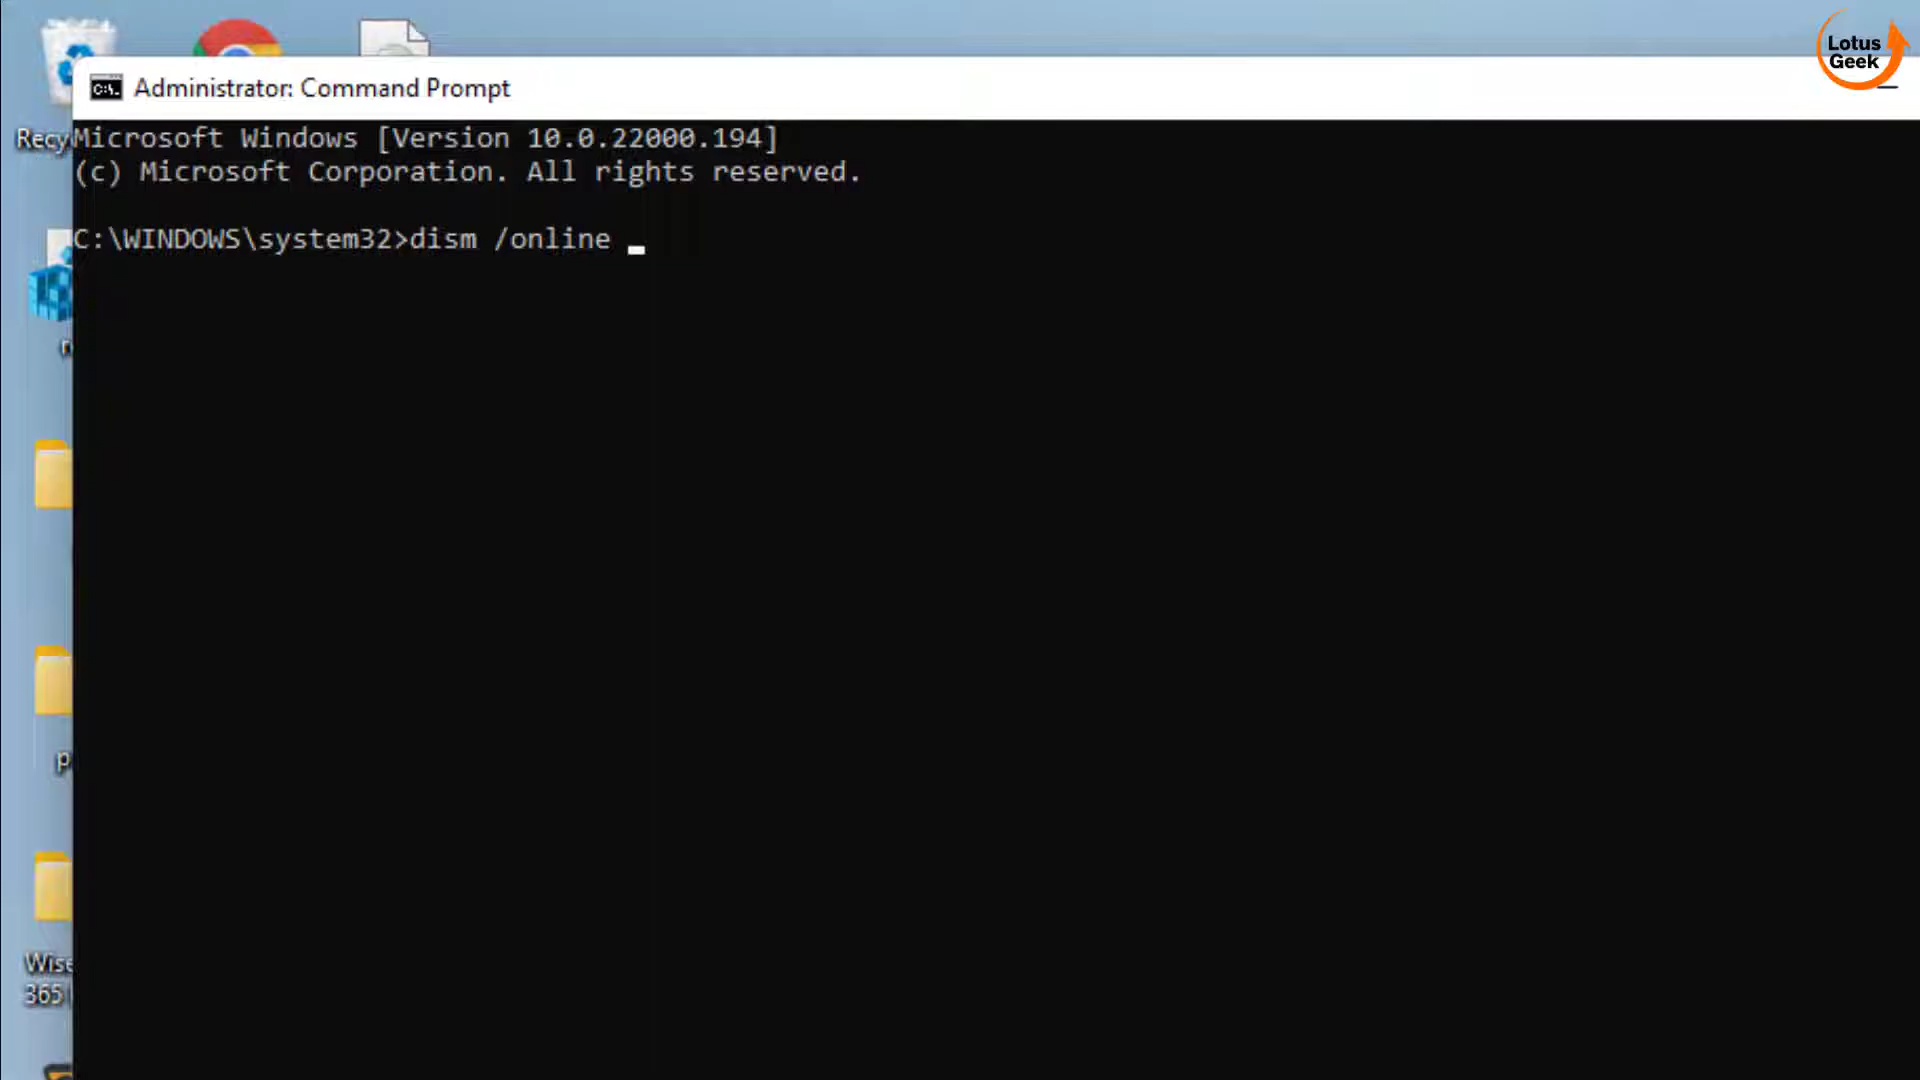 Lotus
Geek
Administrator: Command Prompt
Microsoft Windows [Version 10.0.22000.194]
(c) Microsoft Corporation. All rights reserved.
C:\WINDOWS\system32>dism /online
Recy
p
Wise
365